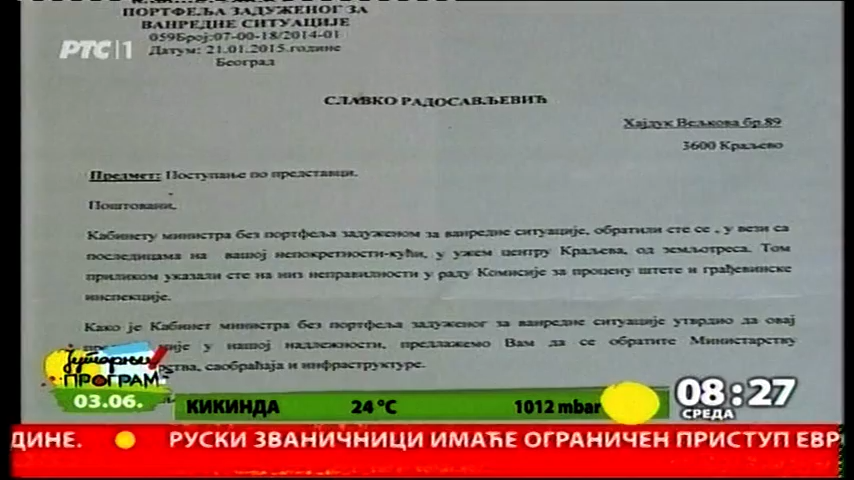 ПОРТФЕЉА ЗАДУЖЕНОГ ЗА
ВАНРЕДНЕ СИТУАЦИЈЕ
059Број:07-00-18/2014-01
Датум: 21.01.2015.године
Београд
РТС 1
СЛАВКО РАДОСАВЉЕВИЋ
Хајдук Вељкова бр.89
3600 Краљево
Предмет: Поступање по представци.
Поштовани,
Кабинету министра без портфеља задуженом за ванредне ситуације, обратили сте се , у вези са
последицама на вашој непокретности-кући, у ужем центру Краљева, од земљотреса. Том
приликом указали сте на низ неправилности у раду Комисије за процену штете и грађевинске
инспекције.
Како је Кабинет министра без портфеља задуженог за ванредне ситуације утврдио да овај
није у нашој надлежности, предлажемо Вам да се обратите Министарству
саобраћаја и инфраструктуре.
Јутарњи
ПРОГРАМ
03.06.
КИКИНДА 24 °C 1012 mbar
08:27
СРЕДА
ДИНЕ. РУСКИ ЗВАНИЧНИЦИ ИМАЋЕ ОГРАНИЧЕН ПРИСТУП ЕВР